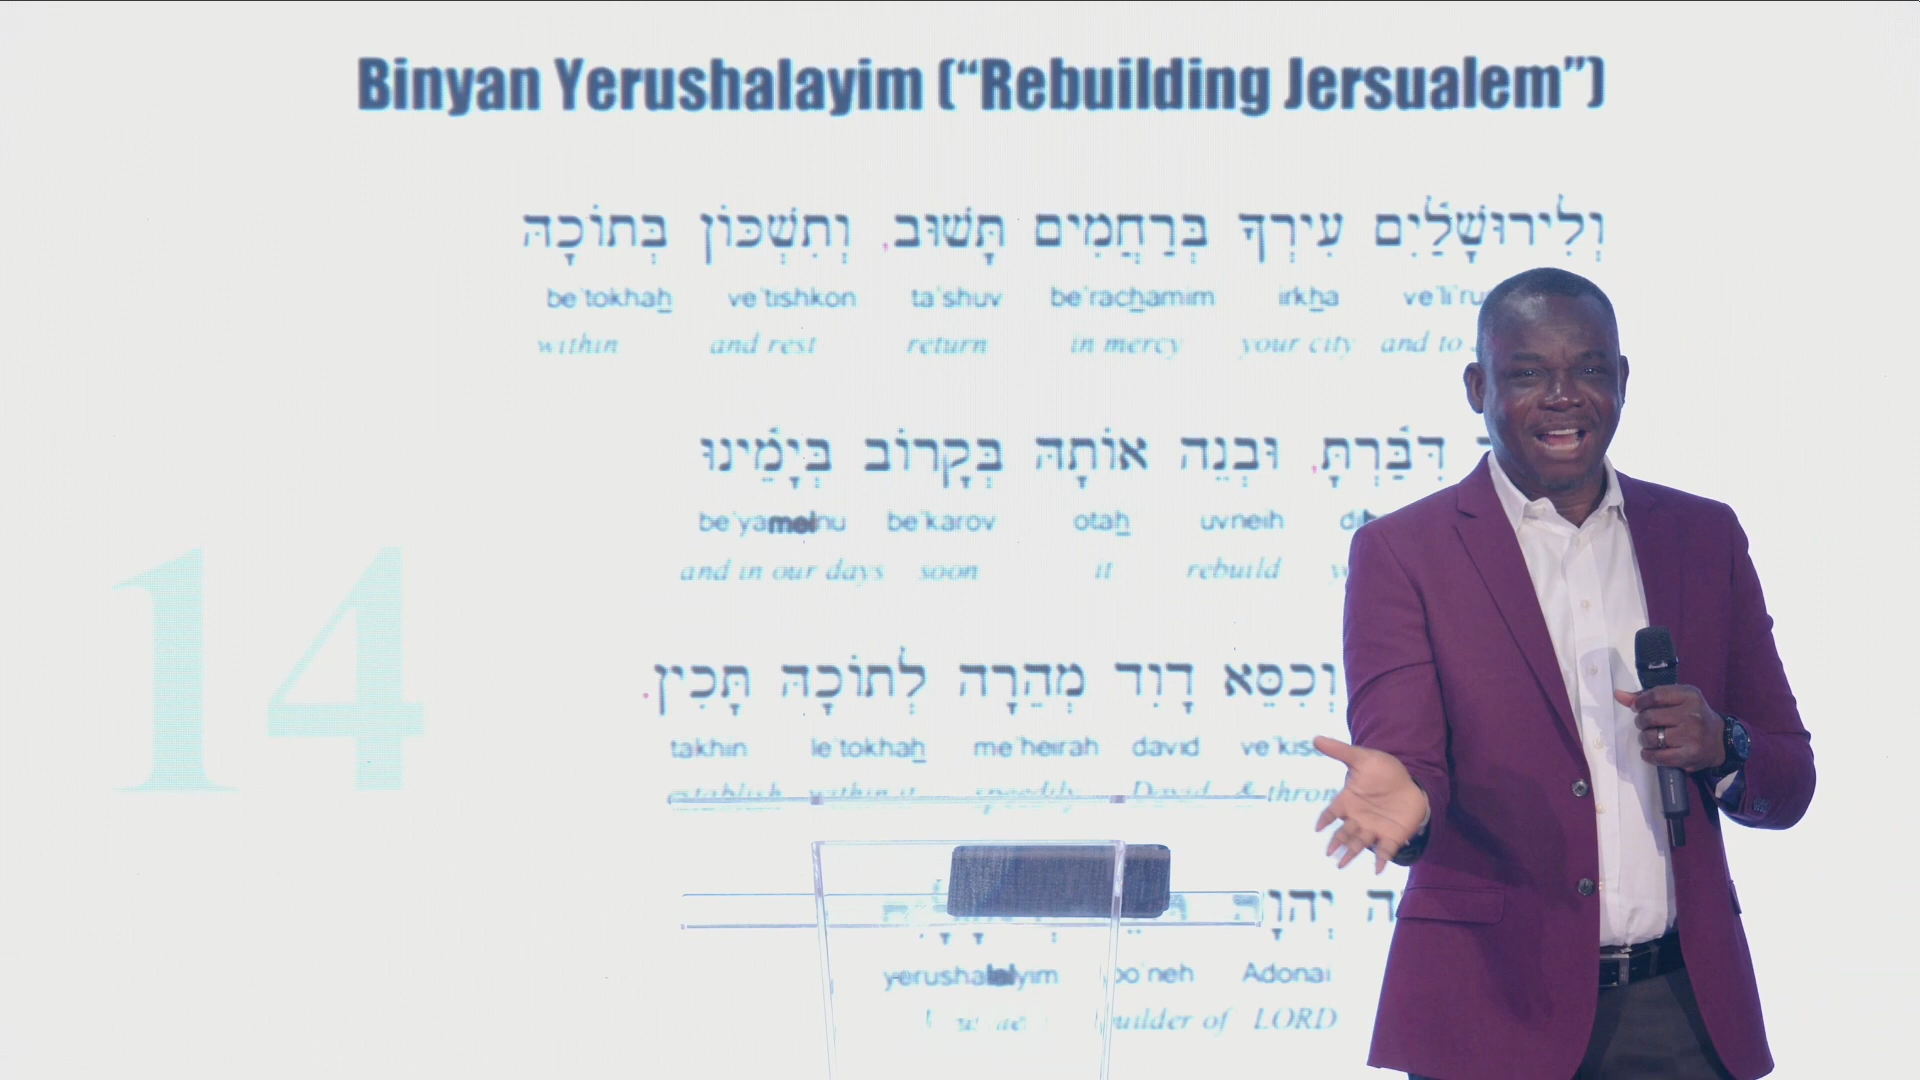 Binyan Yerushalayim (“Rebuilding Jersualem”)
וְלִירוּשָׁלַֽיִם עִירְךָ בְּרַחֲמִים תָּשׁוּב, וְתִשְׁכּוֹן בְּתוֹכָהּ
be'tokhah ve'tishkon ta'shuv be'rachamim irkha
within and rest return in mercy your city and to
דִּבַּֽרְתָּ, וּבְנֵה אוֹתָהּ בְּקָרוֹב בְּיָמֵֽינוּ
be'yameinu be'karov otah uvneih
and in our days soon it rebuild
14
וְכִסֵּא דָוִד מְהֵרָה לְתוֹכָהּ תָּכִין.
takhin le'tokhah me'heirah david
establish within it speedily David & thron
יְהוָה
yerushalayim bo'neh Adonai
builder of LORD